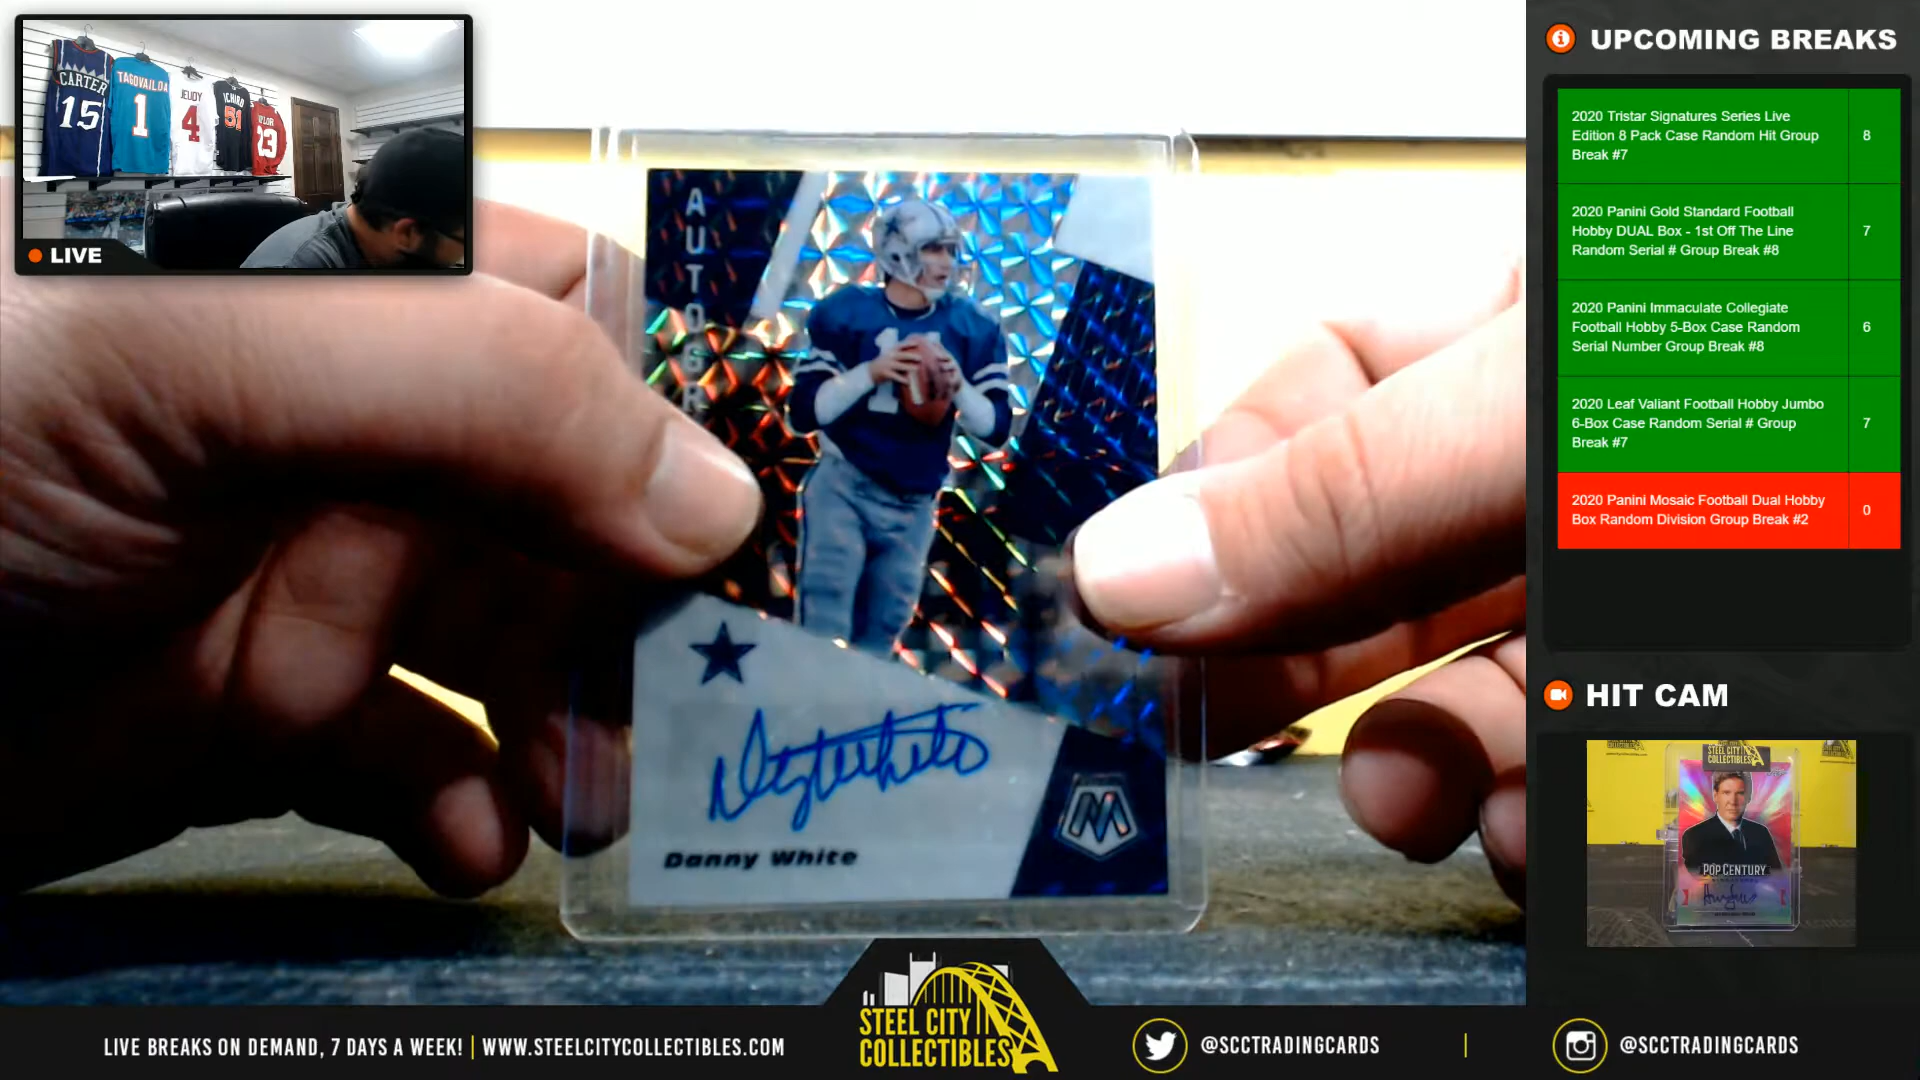 CARTER
15
TAGOVAILOA
1
JEUDY
4
ICHIRO
51
23
LIVE
AUTOGR
11
Danny White
M
UPCOMING BREAKS
2020 Tristar Signatures Series Live
Edition 8 Pack Case Random Hit Group
Break #7
8
2020 Panini Gold Standard Football
Hobby DUAL Box - 1st Off The Line
Random Serial # Group Break #8
7
2020 Panini Immaculate Collegiate
Football Hobby 5-Box Case Random
Serial Number Group Break #8
6
2020 Leaf Valiant Football Hobby Jumbo
6-Box Case Random Serial # Group
Break #7
7
2020 Panini Mosaic Football Dual Hobby
Box Random Division Group Break #2
0
HIT CAM
STEEL CITY
COLLECTIBLES
POP CENTURY
LIVE BREAKS ON DEMAND, 7 DAYS A WEEK! | WWW.STEELCITYCOLLECTIBLES.COM
STEEL CITY
COLLECTIBLES
@SCCTRADINGCARDS
@SCCTRADINGCARDS